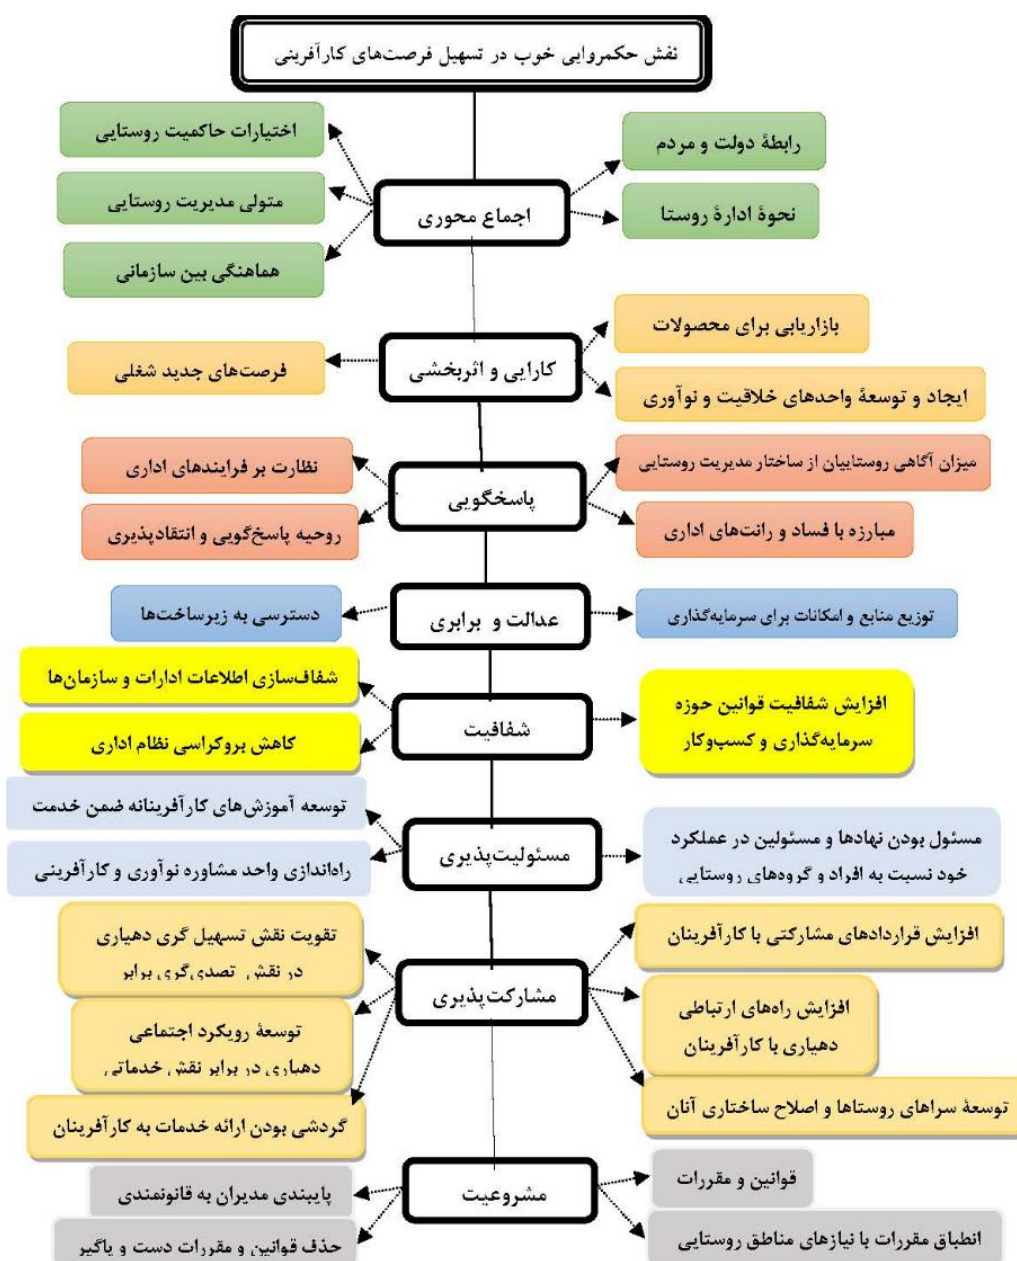 نقش حکمروایی خوب در تسهیل فرصت‌های کارآفرینی
رابطهٔ دولت و مردم
اختیارات حاکمیت روستایی
متولی مدیریت روستایی
اجماع محوری
نحوهٔ ادارهٔ روستا
هماهنگی بین سازمانی
بازاریابی برای محصولات
کارایی و اثربخشی
فرصت‌های جدید شغلی
ایجاد و توسعهٔ واحدهای خلاقیت و نوآوری
میزان آگاهی روستاییان از ساختار مدیریت روستایی
نظارت بر فرایندهای اداری
پاسخگویی
مبارزه با فساد و رانت‌های اداری
روحیه پاسخ‌گویی و انتقادپذیری
توزیع منابع و امکانات برای سرمایه‌گذاری
عدالت و برابری
دسترسی به زیرساخت‌ها
شفاف‌سازی اطلاعات ادارات و سازمان‌ها
افزایش شفافیت قوانین حوزه
سرمایه‌گذاری و کسب‌وکار
شفافیت
کاهش بروکراسی نظام اداری
توسعه آموزش‌های کارآفرینانه ضمن خدمت
مسئول بودن نهادها و مسئولین در عملکرد
خود نسبت به افراد و گروه‌های روستایی
مسئولیت‌پذیری
راه‌اندازی واحد مشاوره نوآوری و کارآفرینی
افزایش قراردادهای مشارکتی با کارآفرینان
تقویت نقش تسهیل گری دهیاری
در نقش تصدی‌گری برابر
مشارکت‌پذیری
افزایش راه‌های ارتباطی
دهیاری با کارآفرینان
توسعهٔ رویکرد اجتماعی
دهیاری در برابر نقش خدماتی
توسعهٔ سراهای روستاها و اصلاح ساختاری آنان
گردشی بودن ارائه خدمات به کارآفرینان
قوانین و مقررات
مشروعیت
پایبندی مدیران به قانونمندی
انطباق مقررات با نیازهای مناطق روستایی
حذف قوانین و مقررات دست و پاگیر